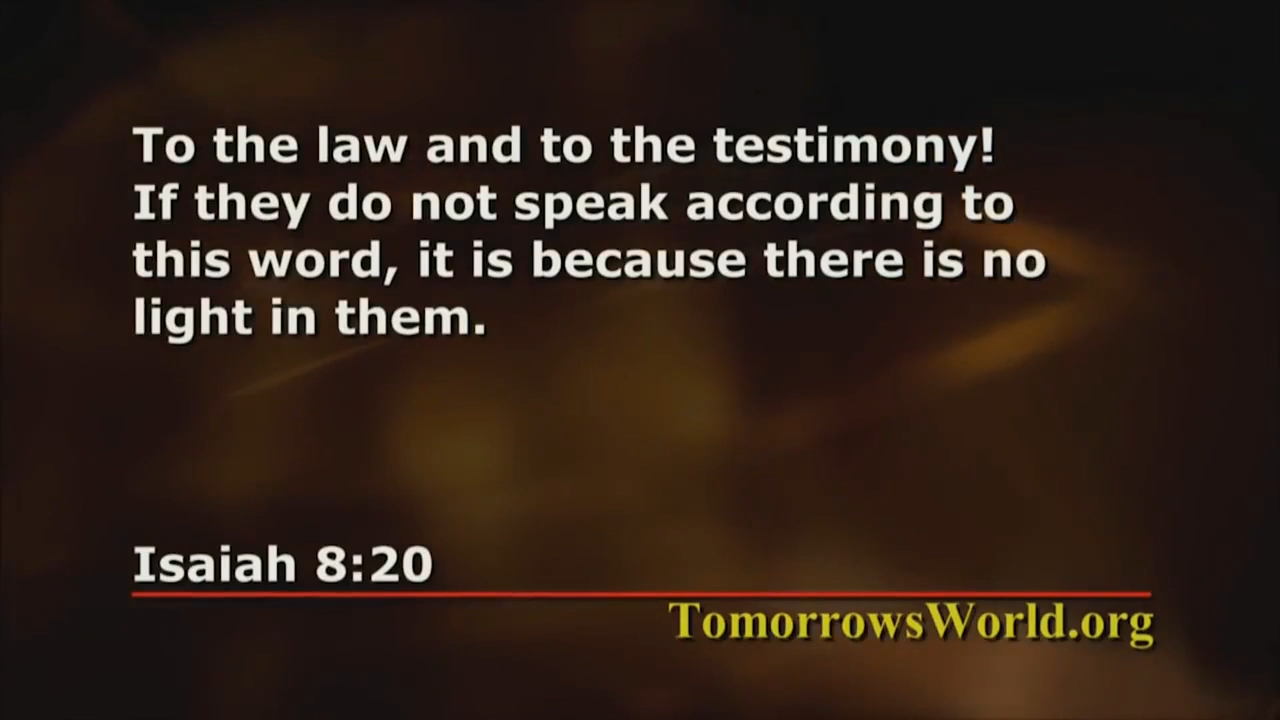 To the law and to the testimony!
If they do not speak according to
this word, it is because there is no
light in them.
Isaiah 8:20
TomorrowsWorld.org